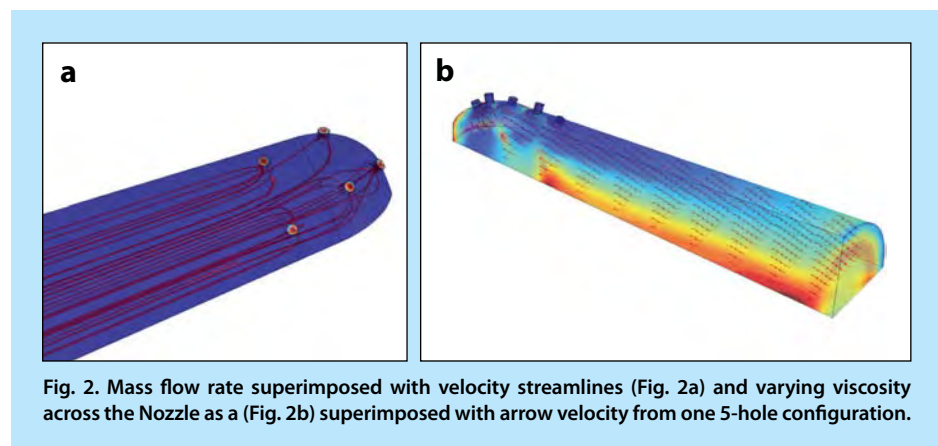 a
b
Fig. 2. Mass flow rate superimposed with velocity streamlines (Fig. 2a) and varying viscosity
across the Nozzle as a (Fig. 2b) superimposed with arrow velocity from one 5-hole configuration.